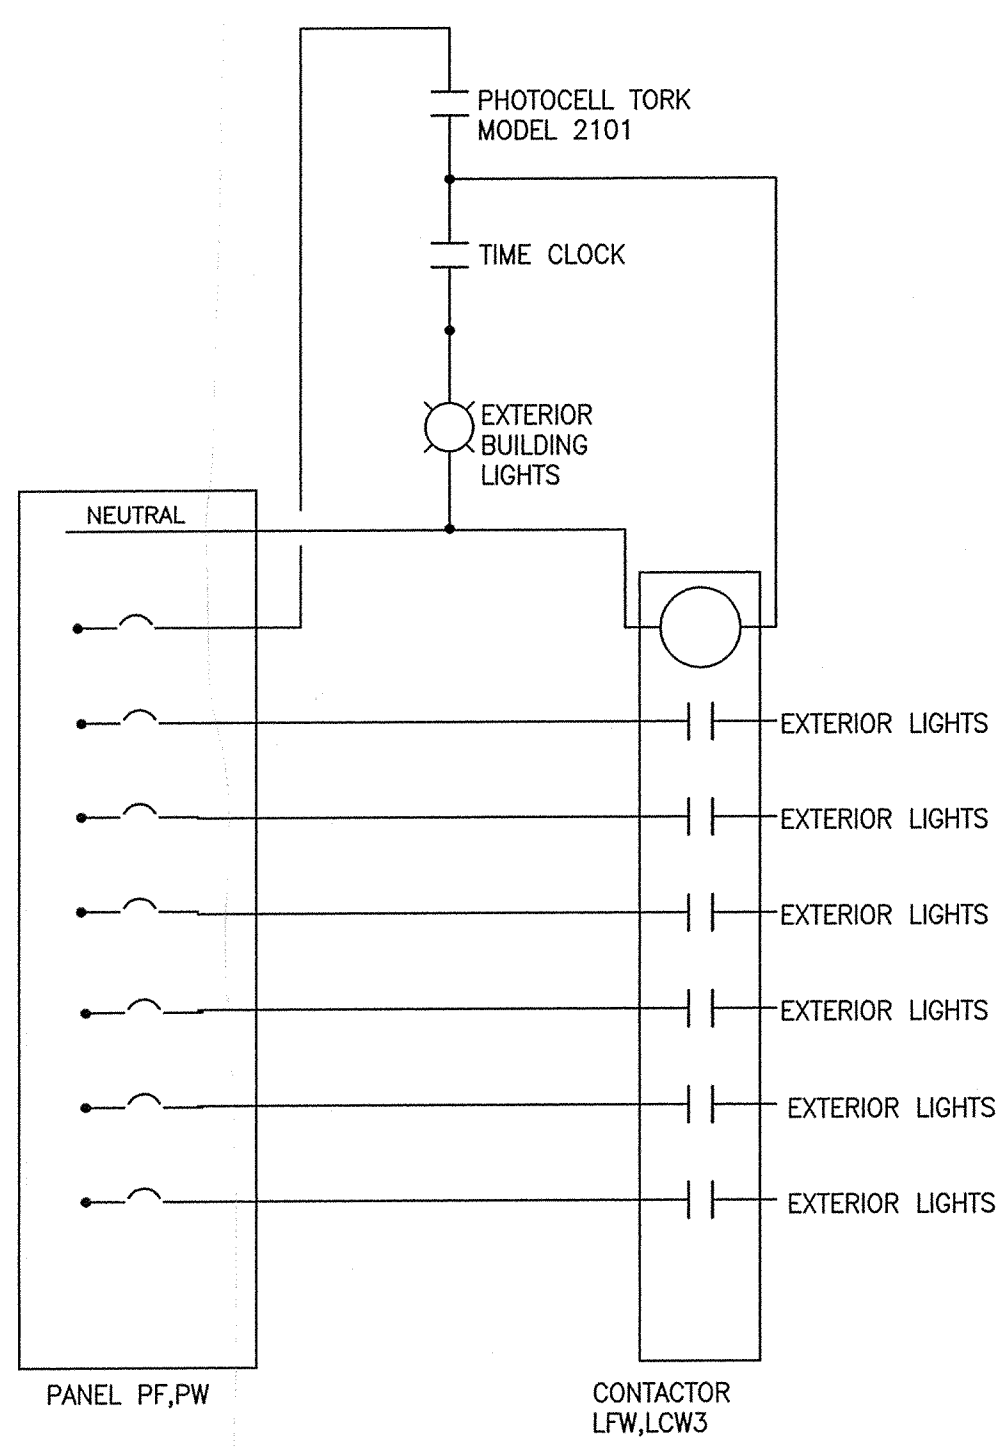 PHOTOCELL TORK
MODEL 2101
TIME CLOCK
EXTERIOR
BUILDING
LIGHTS
NEUTRAL
EXTERIOR LIGHTS
EXTERIOR LIGHTS
EXTERIOR LIGHTS
EXTERIOR LIGHTS
EXTERIOR LIGHTS
EXTERIOR LIGHTS
PANEL PF,PW
CONTACTOR
LFW,LCW3